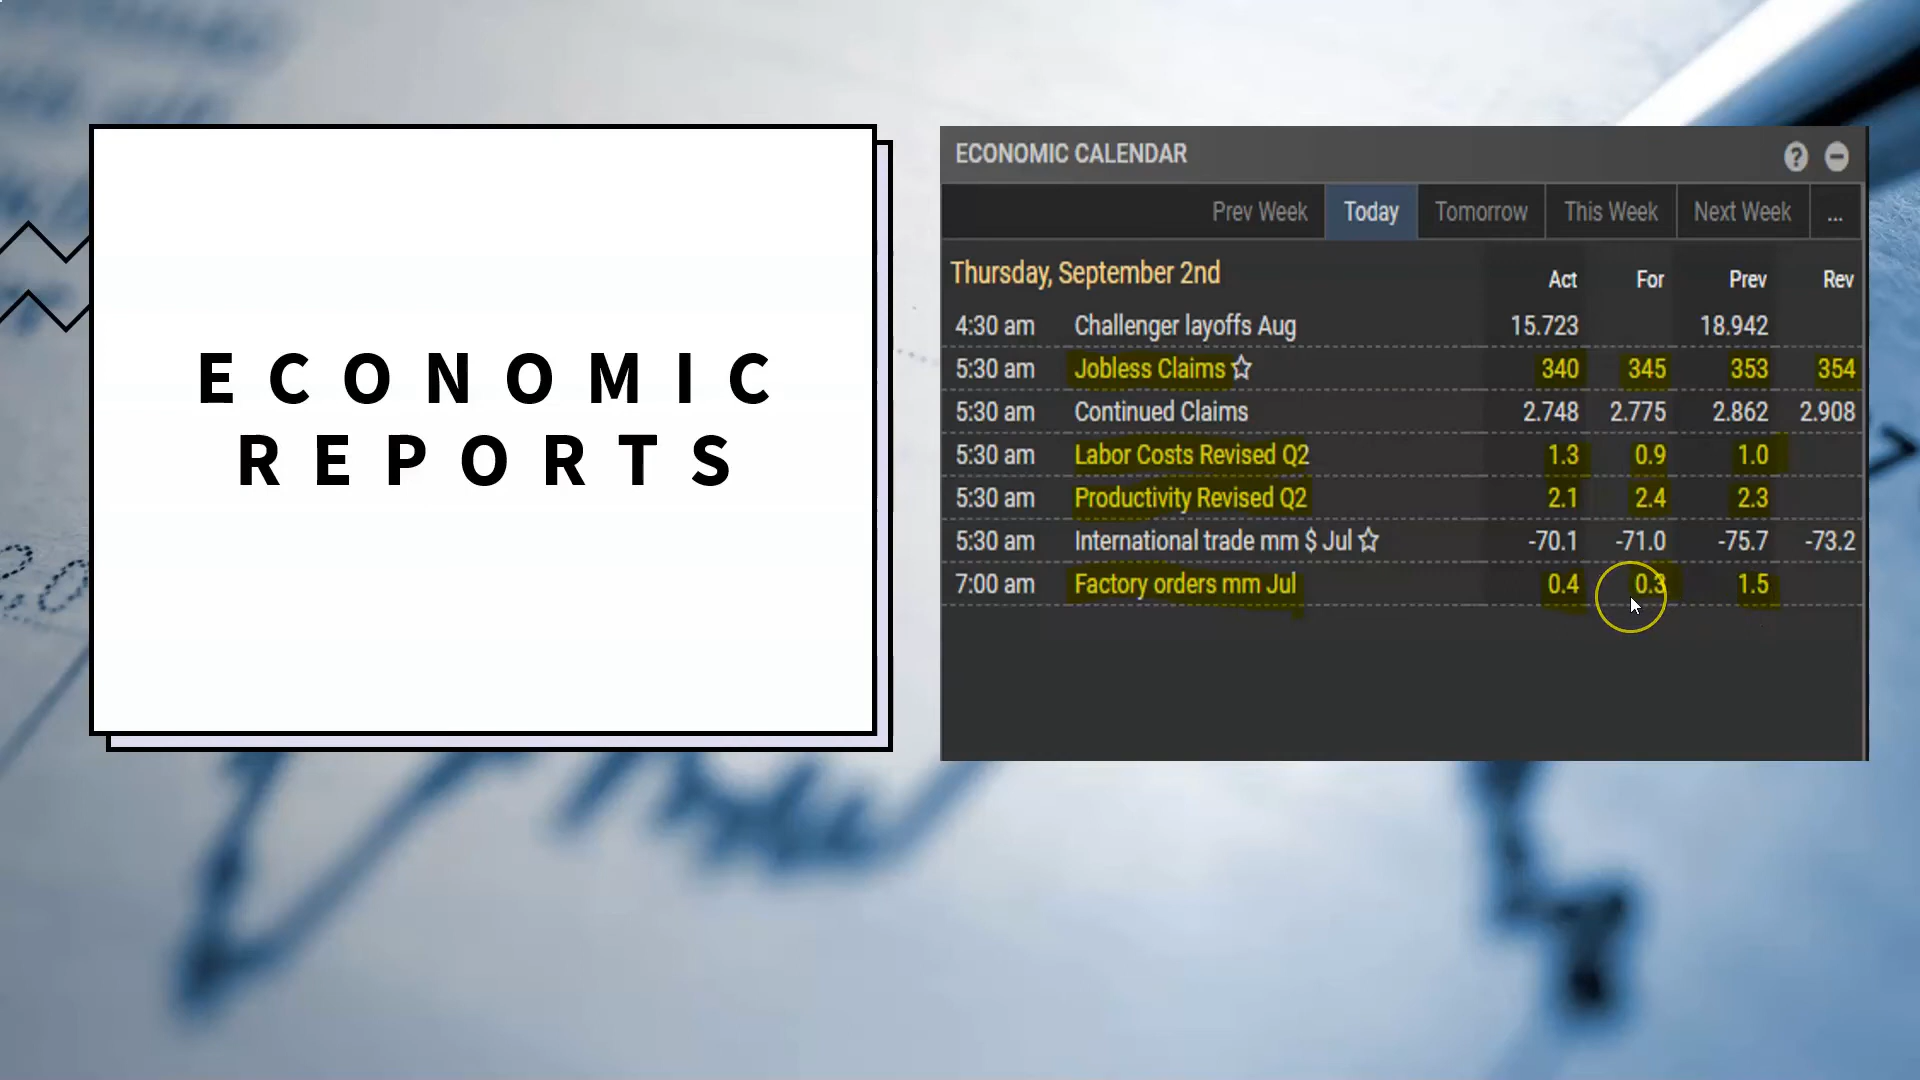 ECONOMIC
REPORTS
ECONOMIC CALENDAR
Prev Week Today Tomorrow This Week Next Week ...
Thursday, September 2nd Act For Prev Rev
4:30 am Challenger layoffs Aug 15.723 18.942
5:30 am Jobless Claims 340 345 353 354
5:30 am Continued Claims 2.748 2.775 2.862 2.908
5:30 am Labor Costs Revised Q2 1.3 0.9 1.0
5:30 am Productivity Revised Q2 2.1 2.4 2.3
5:30 am International trade mm $ Jul -70.1 -71.0 -75.7 -73.2
7:00 am Factory orders mm Jul 0.4 0.3 1.5